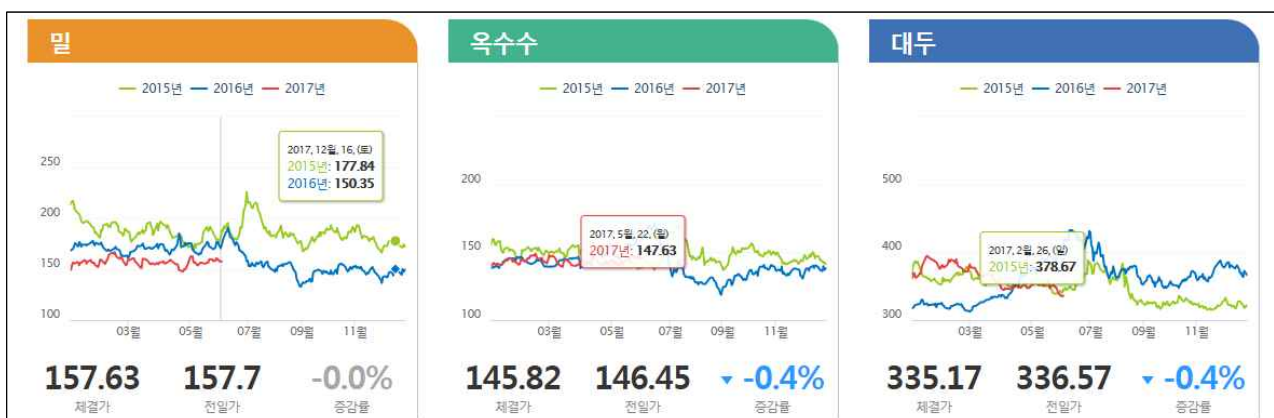 밀
2015년 2016년 2017년
2017, 12월, 16, (토)
2015년: 177.84
2016년: 150.35
250
200
150
100
03월 05월 07월 09월 11월
157.63 157.7 -0.0%
체결가 전일가 증감률
옥수수
2015년 2016년 2017년
2017, 5월, 22, (월)
2017년: 147.63
200
150
100
03월 05월 07월 09월 11월
145.82 146.45 ▼ -0.4%
체결가 전일가 증감률
대두
2015년 2016년 2017년
2017, 2월, 26, (일)
2015년: 378.67
500
400
300
03월 05월 07월 09월 11월
335.17 336.57 ▼ -0.4%
체결가 전일가 증감률